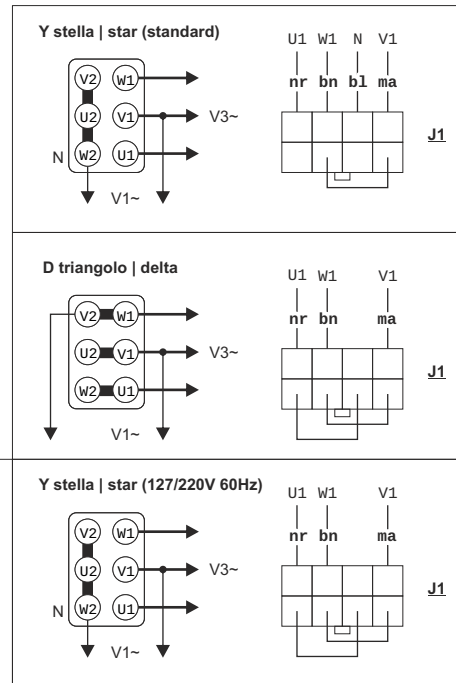 Y stella | star (standard)
U1 W1 N V1
nr bn bl ma
V2 W1
U2 V1 V3~
N W2 U1
V1~
J1
D triangolo | delta
U1 W1 V1
nr bn ma
V2 W1
U2 V1 V3~
W2 U1
V1~
J1
Y stella | star (127/220V 60Hz)
U1 W1 V1
nr bn ma
V2 W1
U2 V1 V3~
N W2 U1
V1~
J1